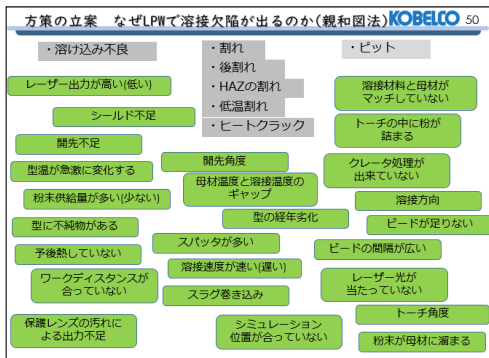 方策の立案 なぜLPWで溶接欠陥が出るのか(親和図法)
KOBELCO
50
・溶け込み不良
・割れ
・後割れ
・HAZの割れ
・低温割れ
・ヒートクラック
・ピット
レーザー出力が高い(低い)
シールド不足
開先不足
型温が急激に変化する
粉末供給量が多い(少ない)
型に不純物がある
予後熱していない
ワークディスタンスが
合っていない
保護レンズの汚れに
よる出力不足
開先角度
母材温度と溶接温度の
ギャップ
型の経年劣化
スパッタが多い
溶接速度が速い(遅い)
スラグ巻き込み
シミュレーション
位置が合っていない
溶接材料と母材が
マッチしていない
トーチの中に粉が
詰まる
クレータ処理が
出来ていない
溶接方向
ビードが足りない
ビードの間隔が広い
レーザー光が
当たっていない
トーチ角度
粉末が母材に溜まる